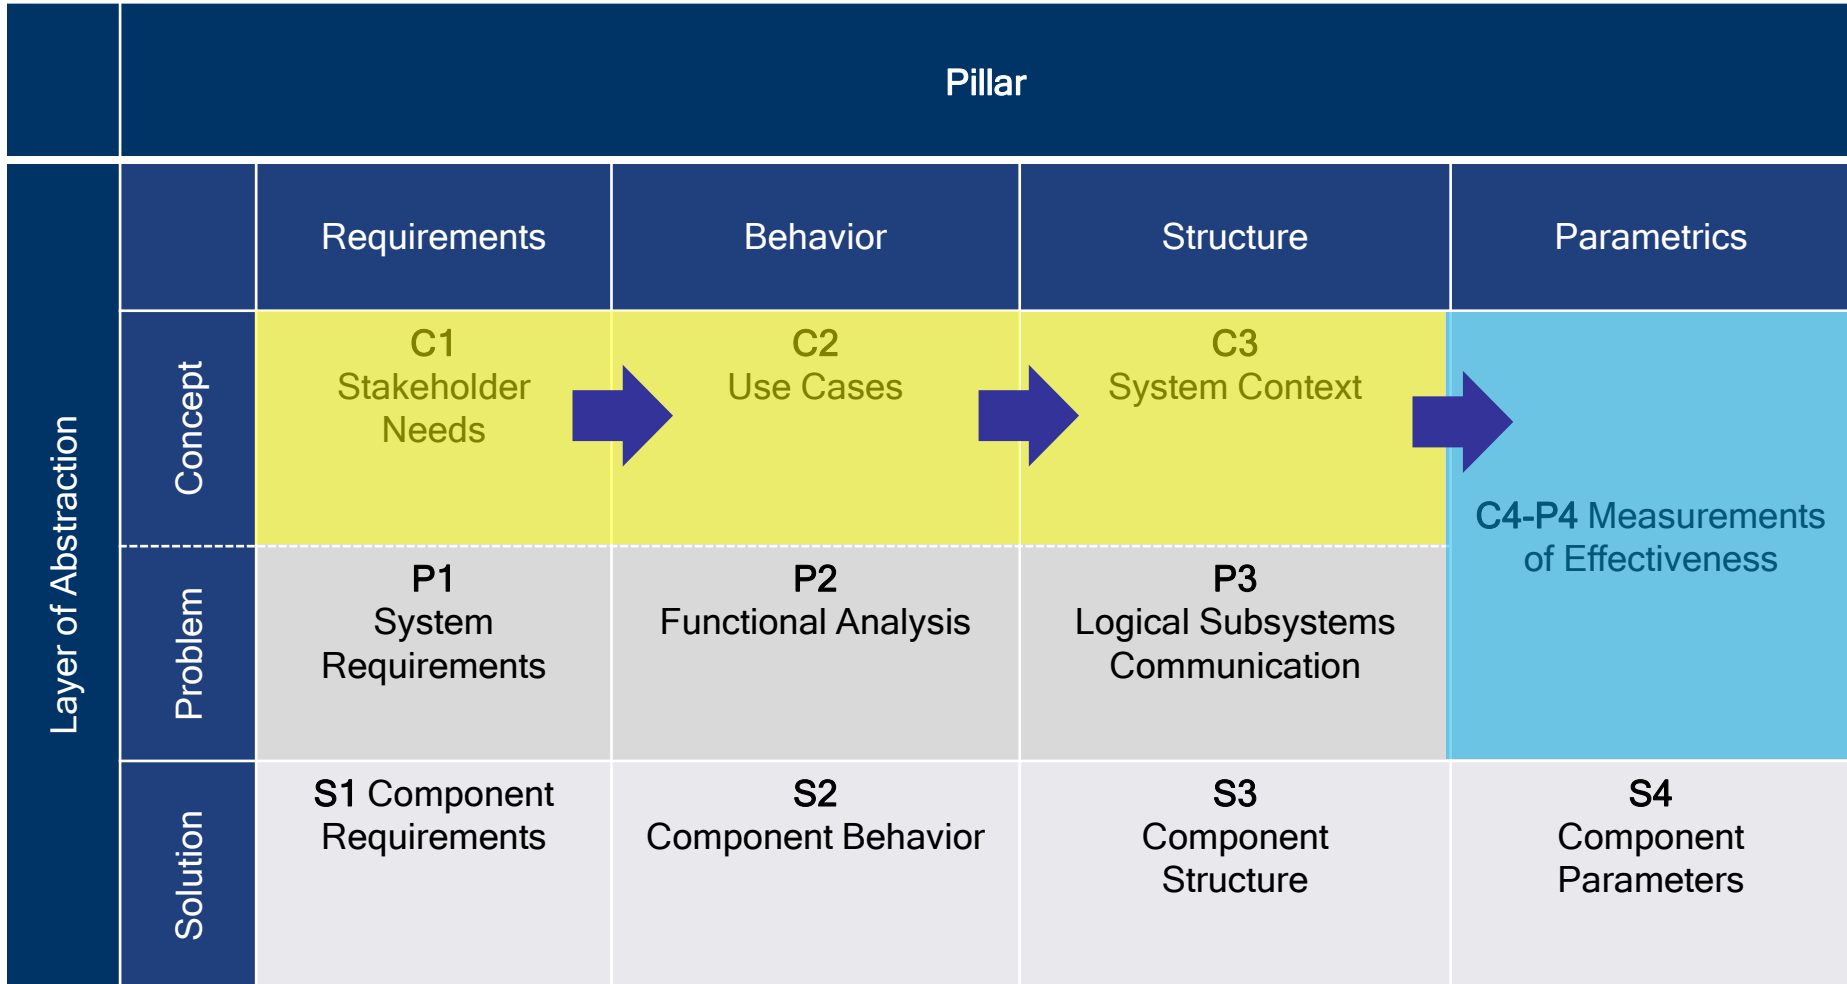 Pillar
Requirements
Behavior
Structure
Parametrics
Layer of Abstraction
Concept
C1
Stakeholder
Needs
C2
Use Cases
C3
System Context
C4-P4 Measurements
of Effectiveness
Problem
P1
System
Requirements
P2
Functional Analysis
P3
Logical Subsystems
Communication
Solution
S1 Component
Requirements
S2
Component Behavior
S3
Component
Structure
S4
Component
Parameters